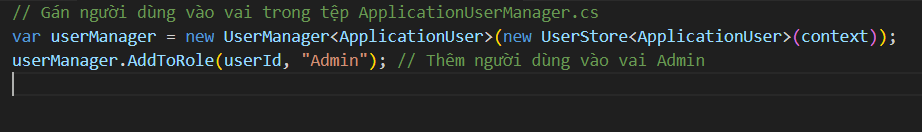 // Gán người dùng vào vai trong tệp ApplicationUserManager.cs
var userManager = new UserManager<ApplicationUser>(new UserStore<ApplicationUser>(context));
userManager.AddToRole(userId, "Admin"); // Thêm người dùng vào vai Admin